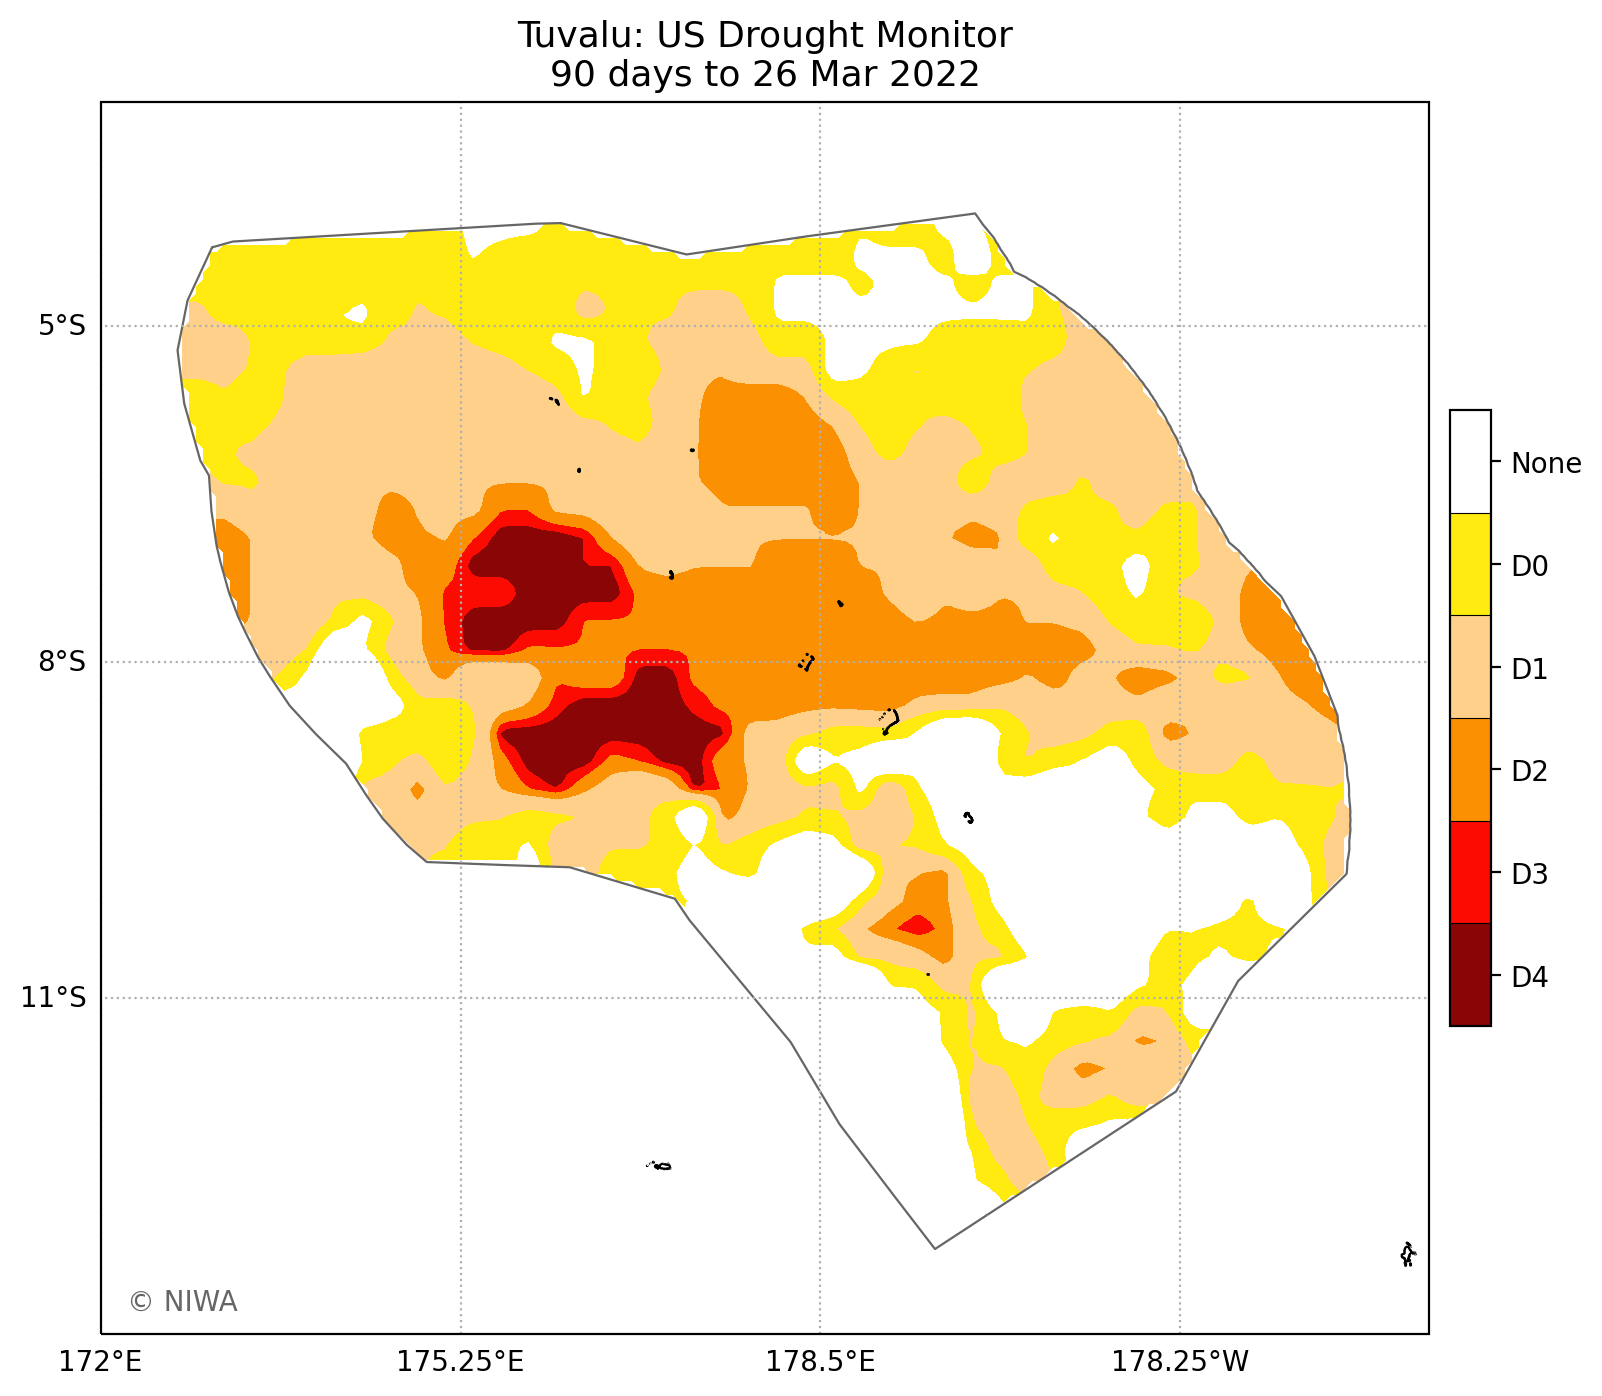 Tuvalu: US Drought Monitor
90 days to 26 Mar 2022
5°S
8°S
11°S
172°E
175.25°E
178.5°E
178.25°W
None
D0
D1
D2
D3
D4
© NIWA